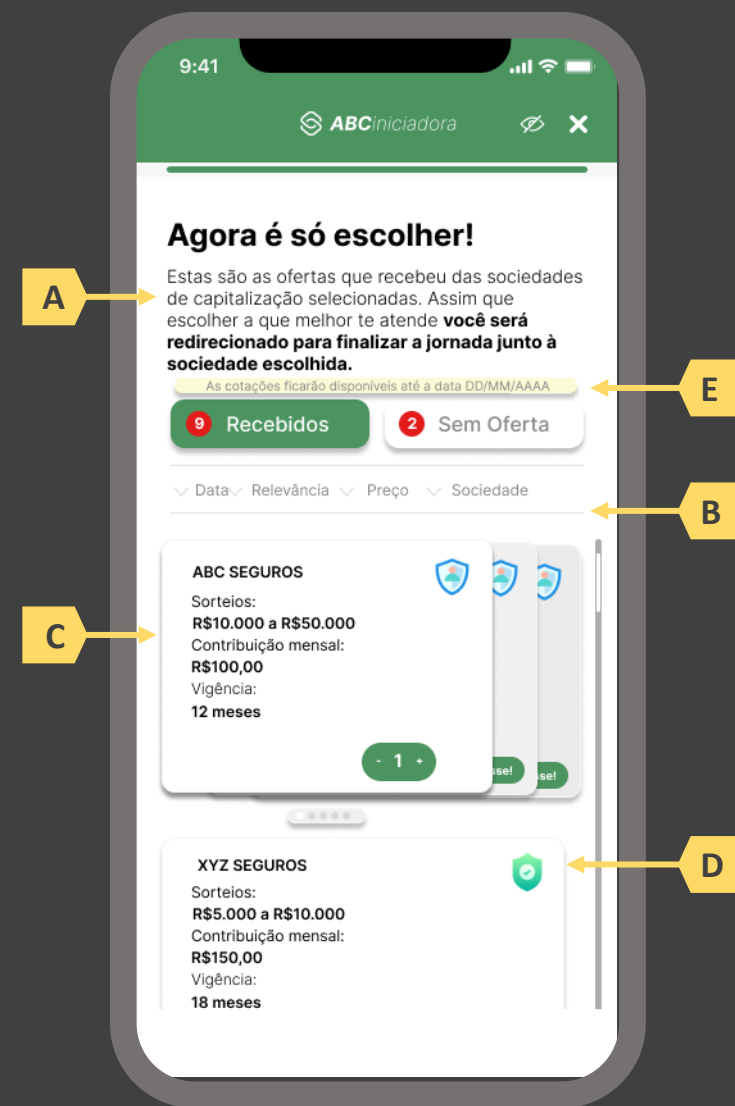 9:41
ABCiniciadora
Agora é só escolher!
Estas são as ofertas que recebeu das sociedades
de capitalização selecionadas. Assim que
escolher a que melhor te atende você será
redirecionado para finalizar a jornada junto à
sociedade escolhida.
A
As cotações ficarão disponíveis até a data DD/MM/AAAA
E
9 Recebidos
2 Sem Oferta
Data Relevância Preço Sociedade
B
ABC SEGUROS
Sorteios:
R$10.000 a R$50.000
Contribuição mensal:
R$100,00
Vigência:
12 meses
C
- 1 +
sse!
sse!
XYZ SEGUROS
D
Sorteios:
R$5.000 a R$10.000
Contribuição mensal:
R$150,00
Vigência:
18 meses